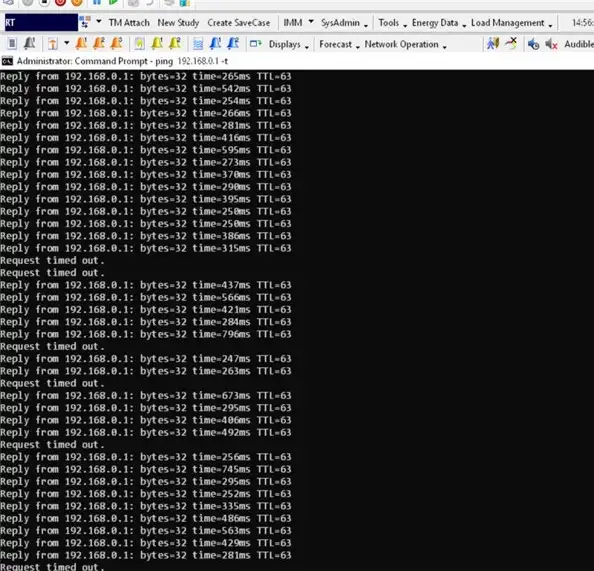 RT TM Attach New Study Create SaveCase IMM SysAdmin Tools Energy Data Load Management 14:56
1 2 3 1 2 1 2 1 2 Displays Forecast Network Operation Audible
Administrator: Command Prompt - ping 192.168.0.1 -t
Reply from 192.168.0.1: bytes=32 time=265ms TTL=63
Reply from 192.168.0.1: bytes=32 time=542ms TTL=63
Reply from 192.168.0.1: bytes=32 time=254ms TTL=63
Reply from 192.168.0.1: bytes=32 time=266ms TTL=63
Reply from 192.168.0.1: bytes=32 time=281ms TTL=63
Reply from 192.168.0.1: bytes=32 time=416ms TTL=63
Reply from 192.168.0.1: bytes=32 time=595ms TTL=63
Reply from 192.168.0.1: bytes=32 time=273ms TTL=63
Reply from 192.168.0.1: bytes=32 time=370ms TTL=63
Reply from 192.168.0.1: bytes=32 time=290ms TTL=63
Reply from 192.168.0.1: bytes=32 time=395ms TTL=63
Reply from 192.168.0.1: bytes=32 time=250ms TTL=63
Reply from 192.168.0.1: bytes=32 time=250ms TTL=63
Reply from 192.168.0.1: bytes=32 time=386ms TTL=63
Reply from 192.168.0.1: bytes=32 time=315ms TTL=63
Request timed out.
Request timed out.
Reply from 192.168.0.1: bytes=32 time=437ms TTL=63
Reply from 192.168.0.1: bytes=32 time=566ms TTL=63
Reply from 192.168.0.1: bytes=32 time=421ms TTL=63
Reply from 192.168.0.1: bytes=32 time=284ms TTL=63
Reply from 192.168.0.1: bytes=32 time=796ms TTL=63
Request timed out.
Reply from 192.168.0.1: bytes=32 time=247ms TTL=63
Reply from 192.168.0.1: bytes=32 time=263ms TTL=63
Request timed out.
Reply from 192.168.0.1: bytes=32 time=673ms TTL=63
Reply from 192.168.0.1: bytes=32 time=295ms TTL=63
Reply from 192.168.0.1: bytes=32 time=406ms TTL=63
Reply from 192.168.0.1: bytes=32 time=492ms TTL=63
Request timed out.
Reply from 192.168.0.1: bytes=32 time=256ms TTL=63
Reply from 192.168.0.1: bytes=32 time=745ms TTL=63
Reply from 192.168.0.1: bytes=32 time=295ms TTL=63
Reply from 192.168.0.1: bytes=32 time=252ms TTL=63
Reply from 192.168.0.1: bytes=32 time=335ms TTL=63
Reply from 192.168.0.1: bytes=32 time=486ms TTL=63
Reply from 192.168.0.1: bytes=32 time=563ms TTL=63
Reply from 192.168.0.1: bytes=32 time=429ms TTL=63
Reply from 192.168.0.1: bytes=32 time=281ms TTL=63
Request timed out.